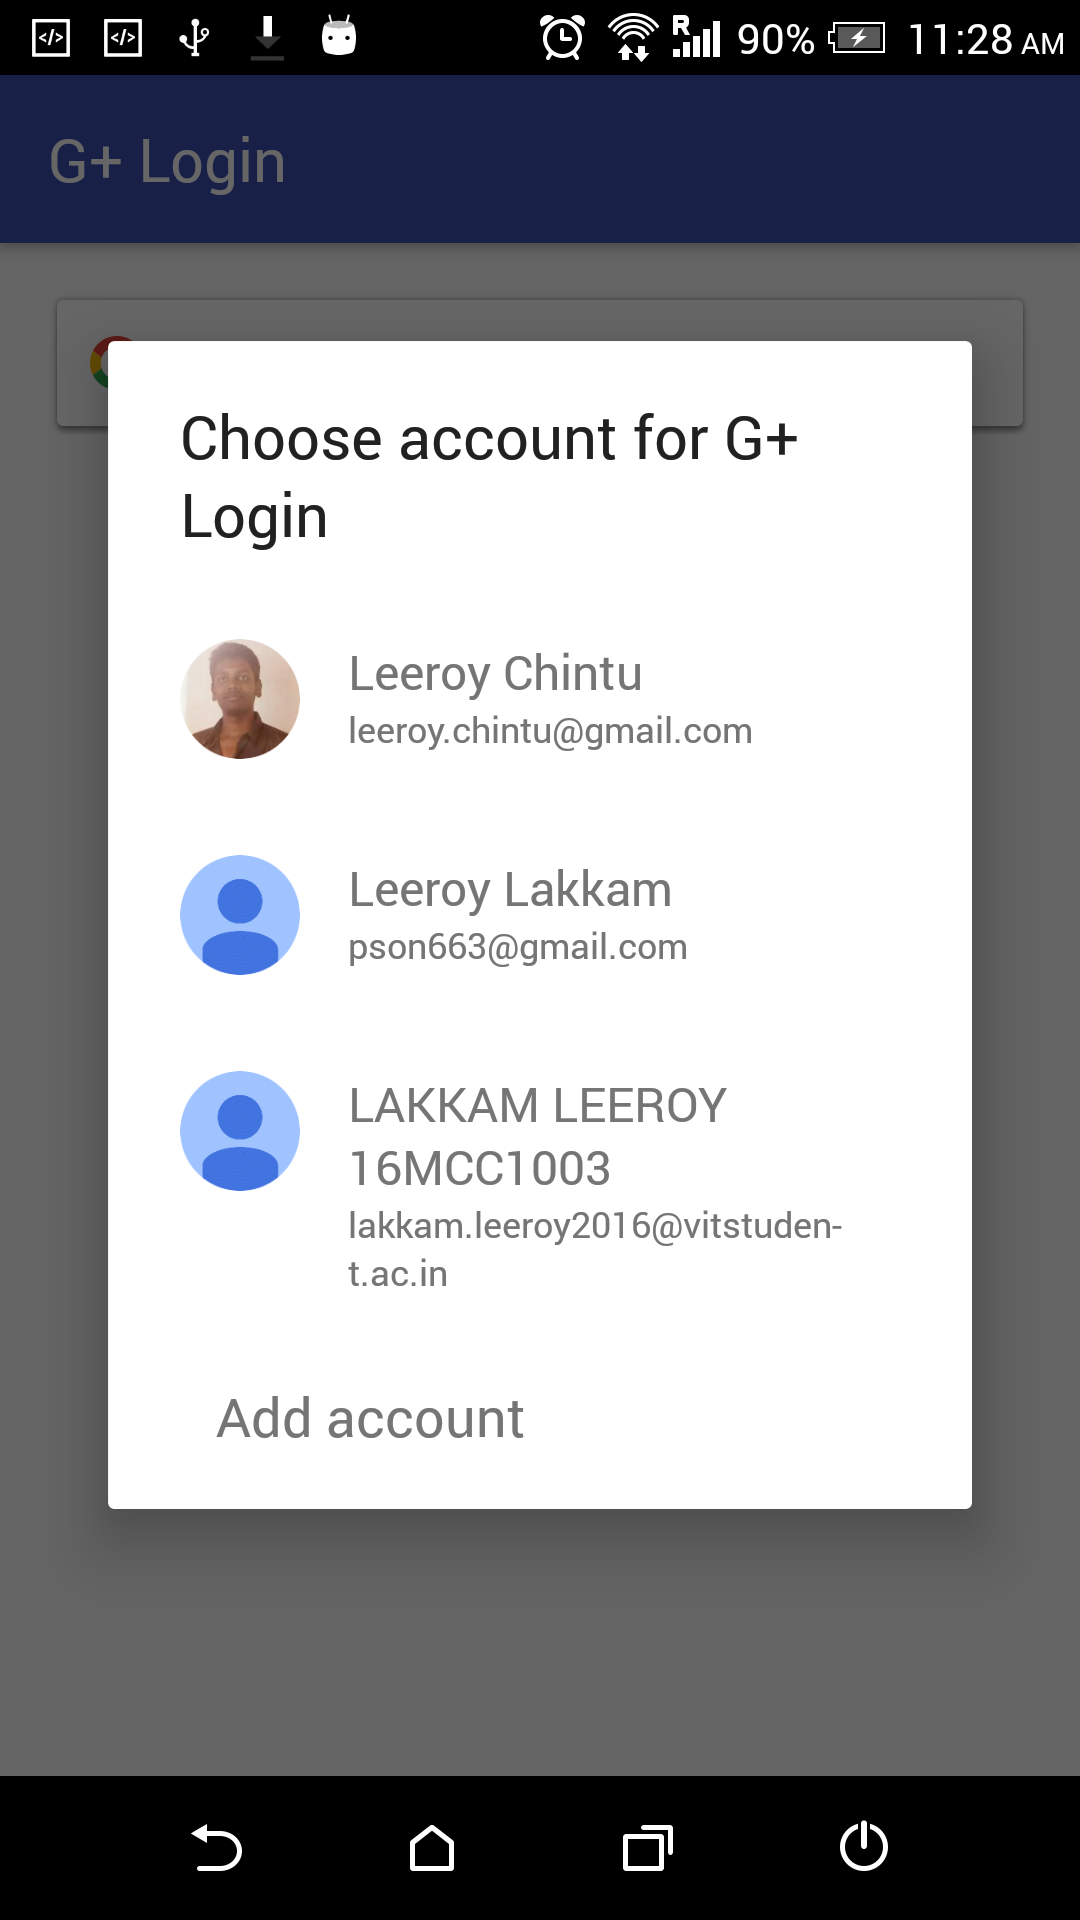 90% 11:28 AM
G+ Login
Choose account for G+
Login
Leeroy Chintu
leeroy.chintu@gmail.com
Leeroy Lakkam
pson663@gmail.com
LAKKAM LEEROY
16MCC1003
lakkam.leeroy2016@vitstuden-
t.ac.in
Add account